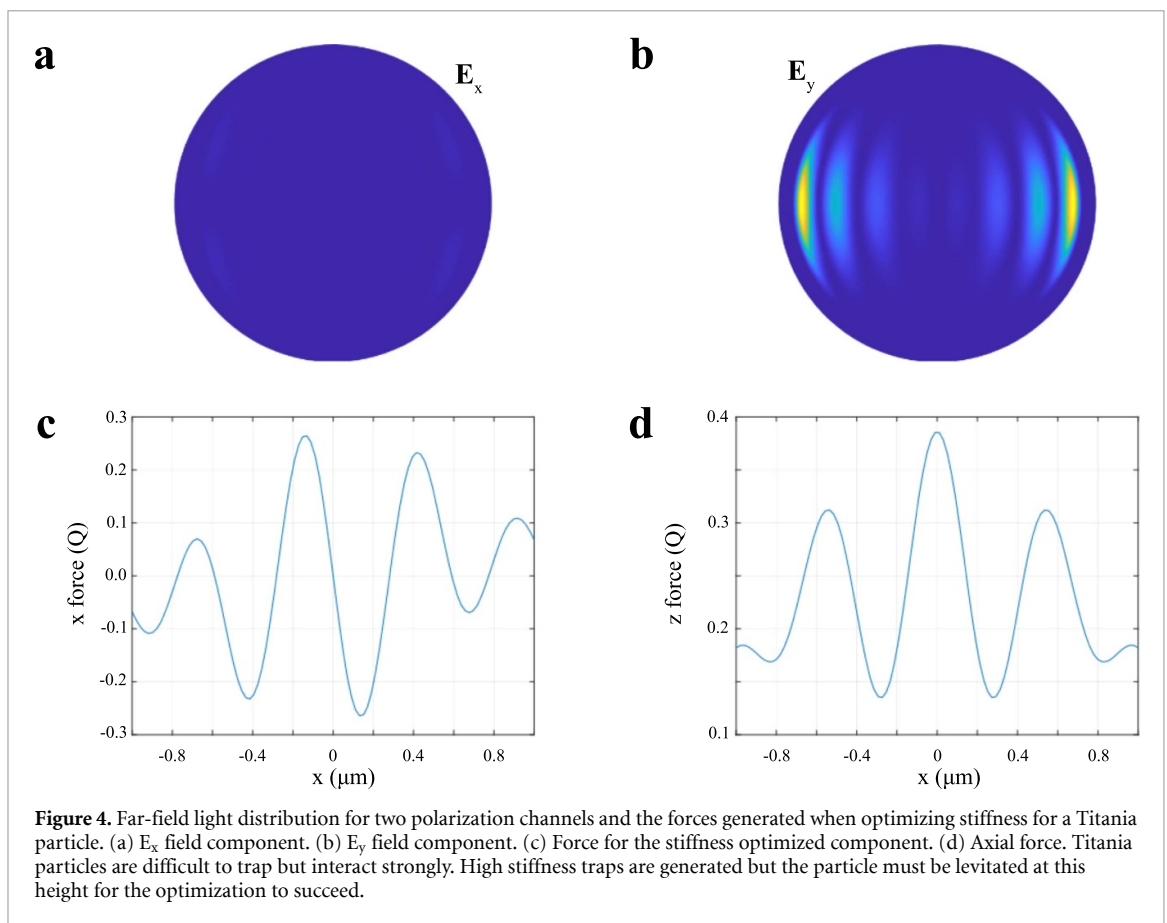 a
b
Eₓ
Eᵧ
c
d
0.3
0.2
0.1
0.0
-0.1
-0.2
-0.3
x force (Q)
-0.8 -0.4 0 0.4 0.8
x (μm)
0.4
0.3
0.2
0.1
z force (Q)
-0.8 -0.4 0 0.4 0.8
x (μm)
Figure 4. Far-field light distribution for two polarization channels and the forces generated when optimizing stiffness for a Titania
particle. (a) Eₓ field component. (b) Eᵧ field component. (c) Force for the stiffness optimized component. (d) Axial force. Titania
particles are difficult to trap but interact strongly. High stiffness traps are generated but the particle must be levitated at this
height for the optimization to succeed.